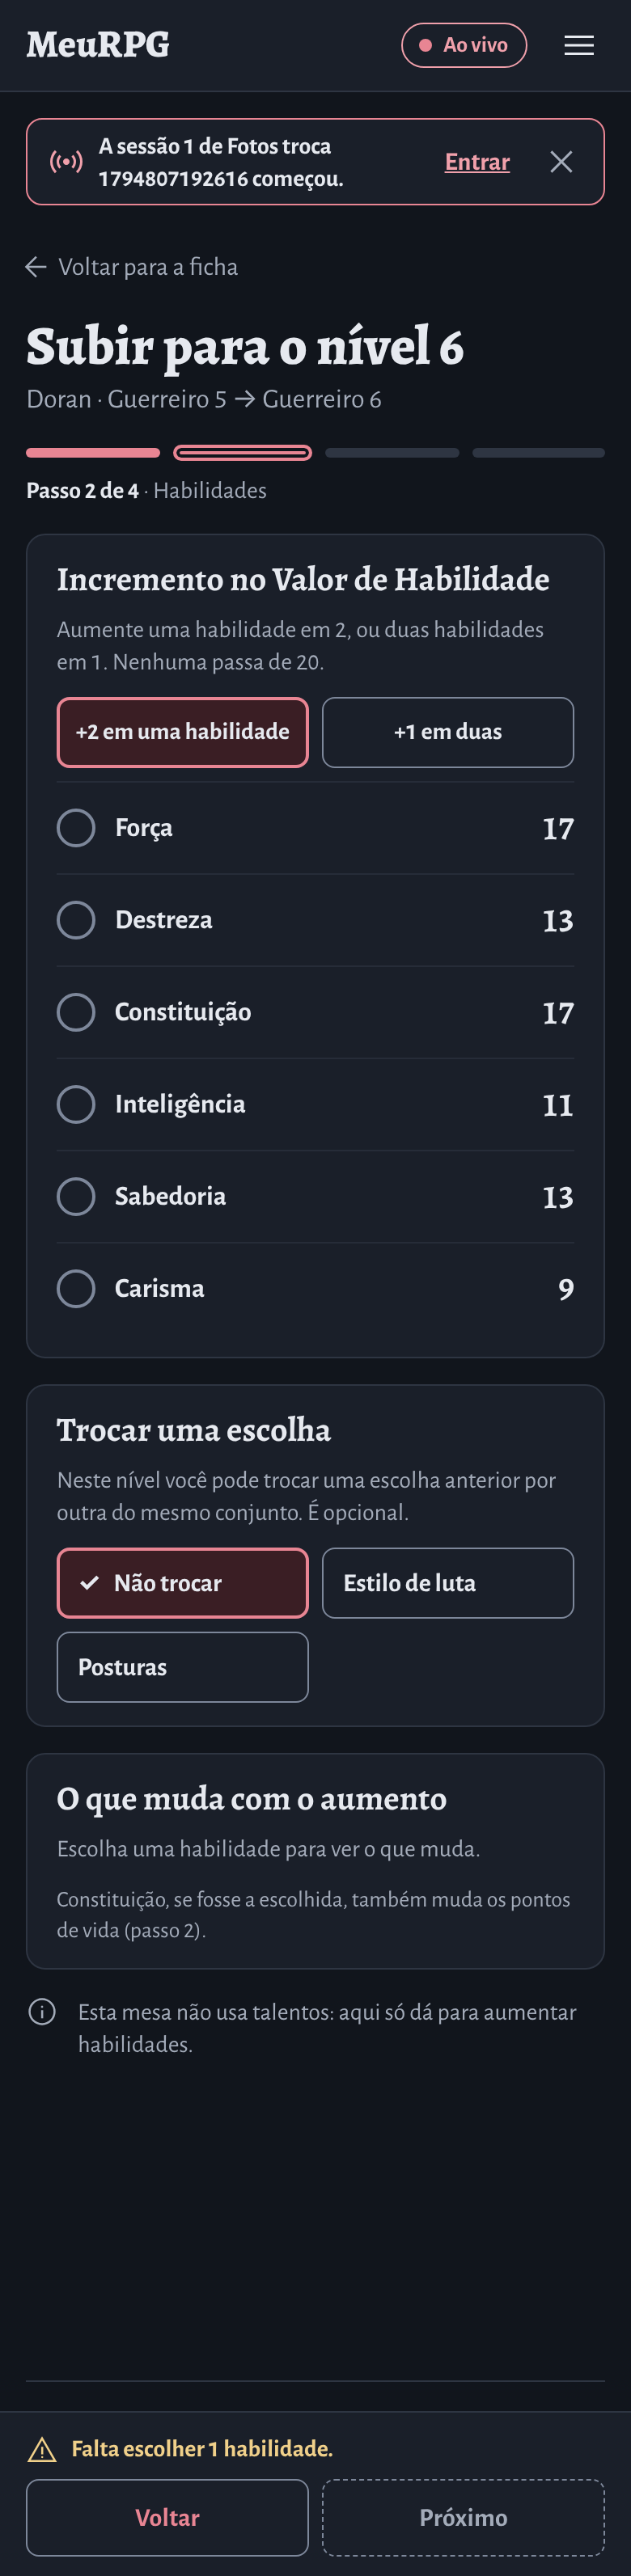 MeuRPG
Ao vivo
A sessão 1 de Fotos troca
1794807192616 começou.
Entrar
Voltar para a ficha
Subir para o nível 6
Doran · Guerreiro 5 → Guerreiro 6
Passo 2 de 4 · Habilidades
Incremento no Valor de Habilidade
Aumente uma habilidade em 2, ou duas habilidades
em 1. Nenhuma passa de 20.
+2 em uma habilidade
+1 em duas
Força 17
Destreza 13
Constituição 17
Inteligência 11
Sabedoria 13
Carisma 9
Trocar uma escolha
Neste nível você pode trocar uma escolha anterior por
outra do mesmo conjunto. É opcional.
Não trocar
Estilo de luta
Posturas
O que muda com o aumento
Escolha uma habilidade para ver o que muda.
Constituição, se fosse a escolhida, também muda os pontos
de vida (passo 2).
Esta mesa não usa talentos: aqui só dá para aumentar
habilidades.
Falta escolher 1 habilidade.
Voltar
Próximo